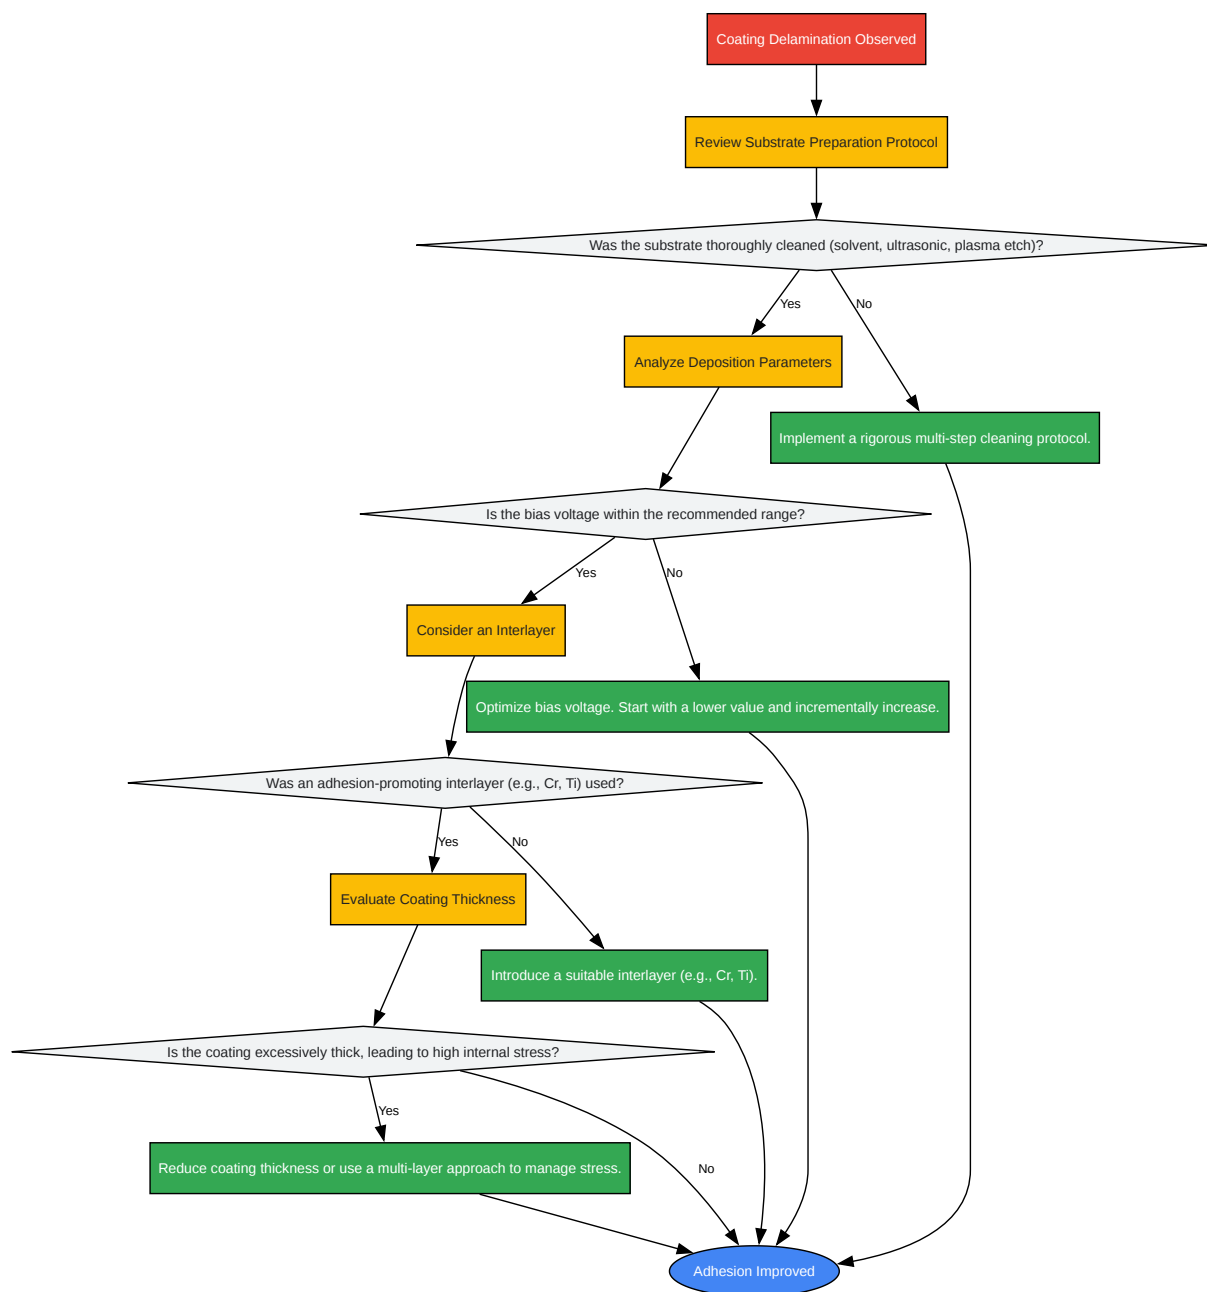 Coating Delamination Observed
Review Substrate Preparation Protocol
Was the substrate thoroughly cleaned (solvent, ultrasonic, plasma etch)?
Yes
No
Analyze Deposition Parameters
Implement a rigorous multi-step cleaning protocol.
Is the bias voltage within the recommended range?
Yes
No
Consider an Interlayer
Optimize bias voltage. Start with a lower value and incrementally increase.
Was an adhesion-promoting interlayer (e.g., Cr, Ti) used?
Yes
No
Evaluate Coating Thickness
Introduce a suitable interlayer (e.g., Cr, Ti).
Is the coating excessively thick, leading to high internal stress?
Yes
Reduce coating thickness or use a multi-layer approach to manage stress.
No
Adhesion Improved